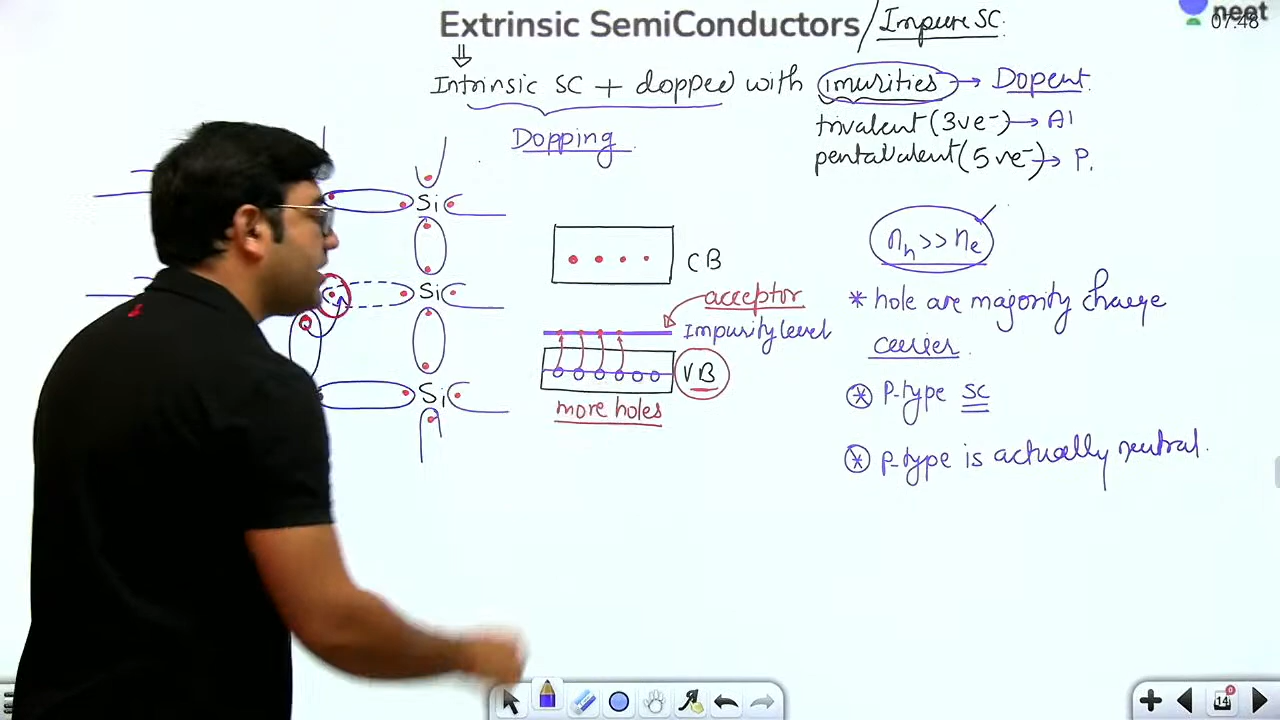 Extrinsic SemiConductors / Impure SC.
neet
07:48
⇓
Intrinsic SC + dopped with imurities → Dopent.
Dopping
trivalent (3ve-) → Al
pentavalent (5ve-) → P.
Si
Si
Si
CB
nh >> ne
acceptor
Impurity level
VB
more holes
* hole are majority charge
carrier.
* P-type SC
* p-type is actually neutral.
14